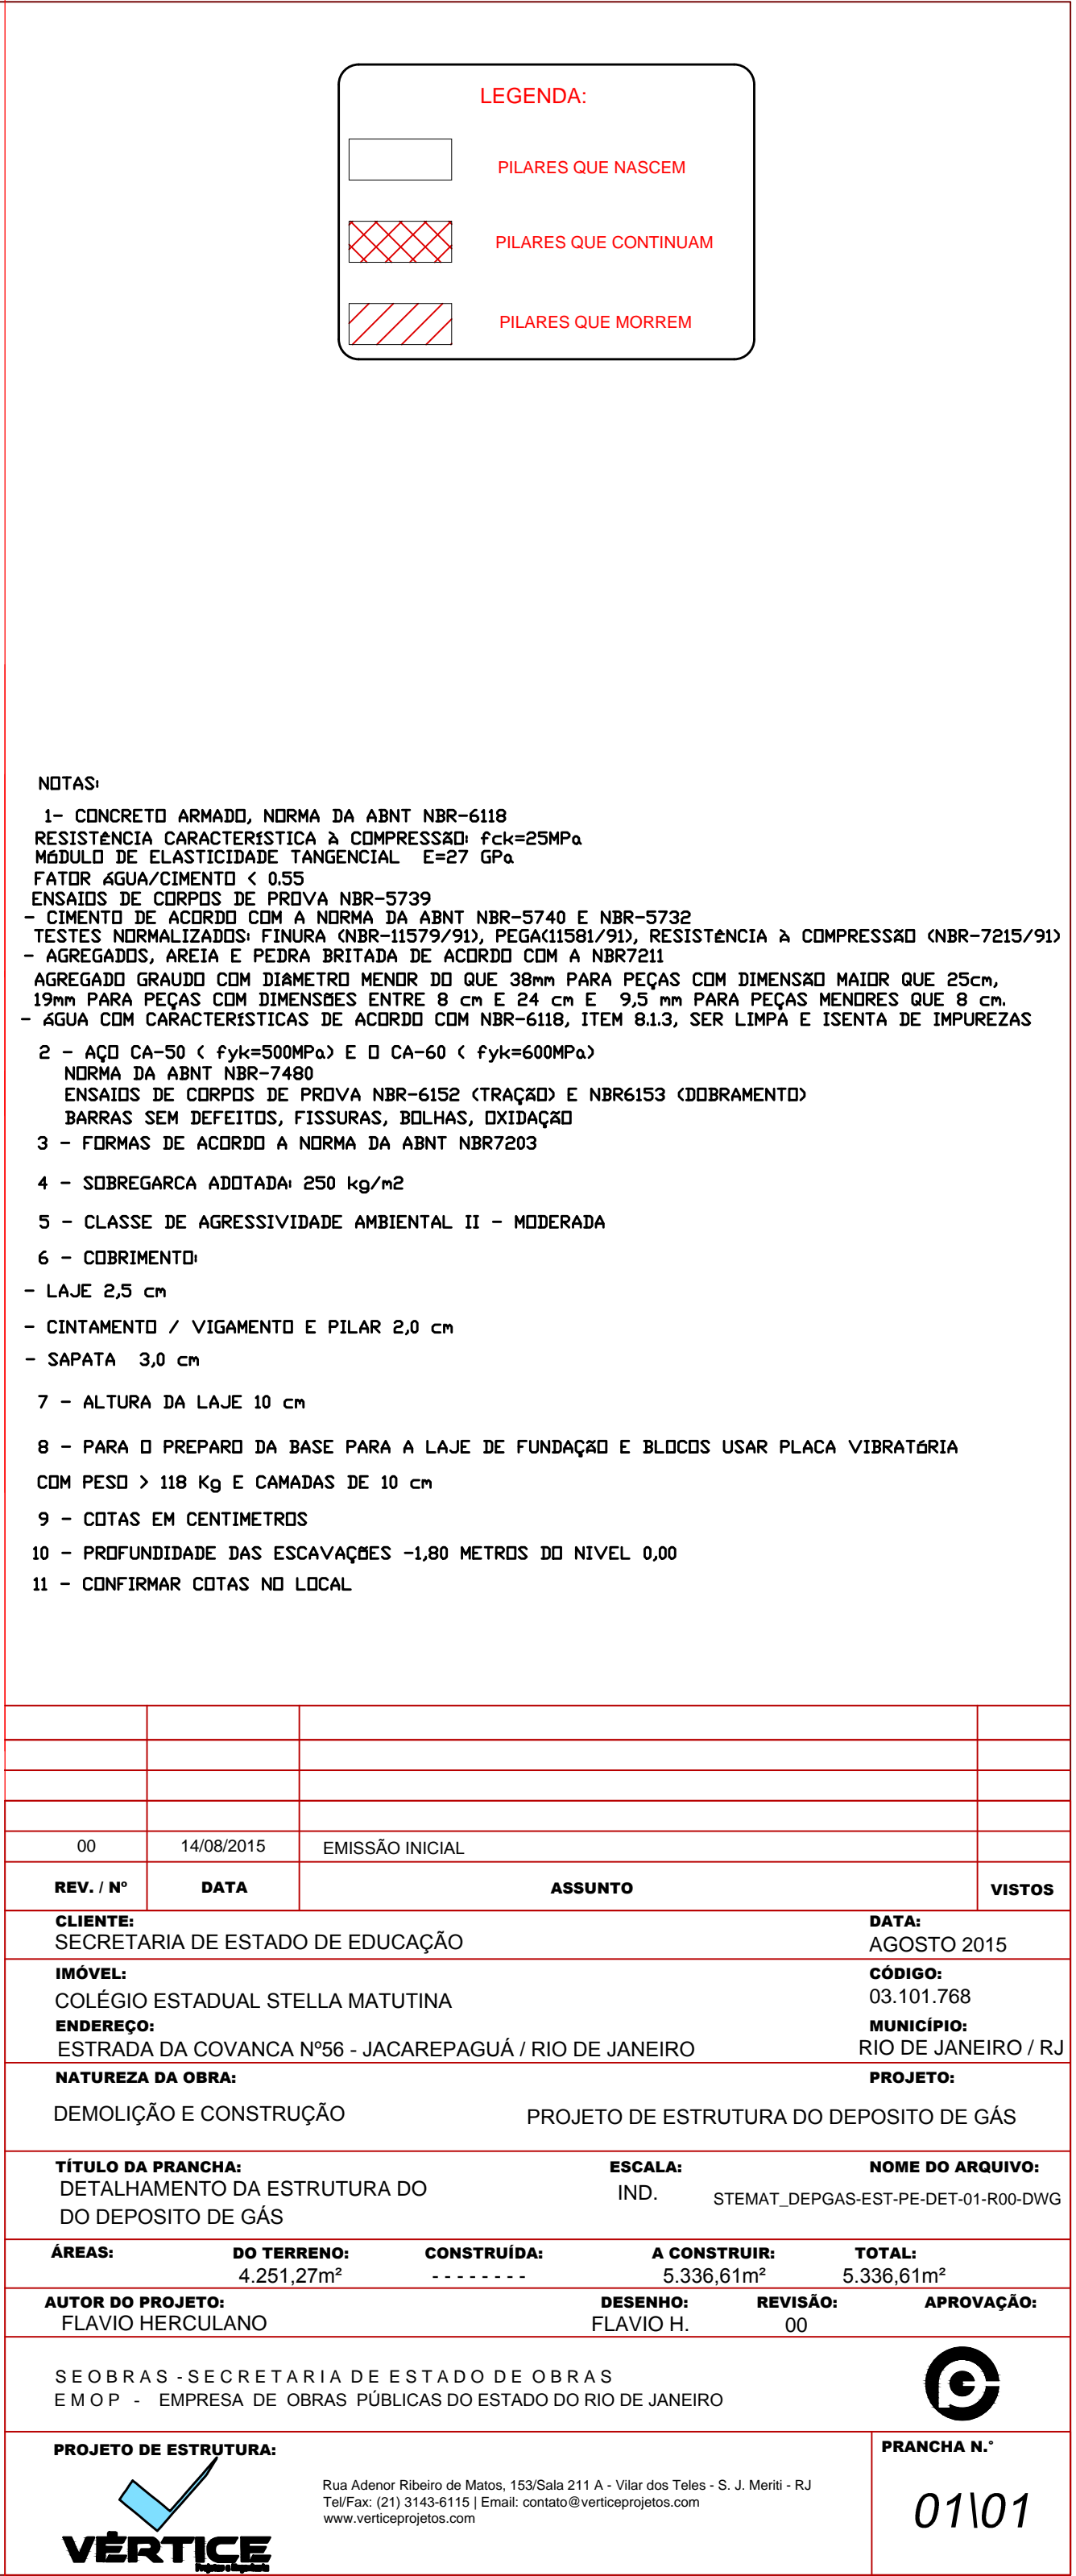 LEGENDA:
PILARES QUE NASCEM
PILARES QUE CONTINUAM
PILARES QUE MORREM
NOTAS:
1- CONCRETO ARMADO, NORMA DA ABNT NBR-6118
RESISTÊNCIA CARACTERÍSTICA À COMPRESSÃO: fck=25MPa
MÓDULO DE ELASTICIDADE TANGENCIAL E=27 GPa
FATOR ÁGUA/CIMENTO < 0.55
ENSAIOS DE CORPOS DE PROVA NBR-5739
- CIMENTO DE ACORDO COM A NORMA DA ABNT NBR-5740 E NBR-5732
TESTES NORMALIZADOS: FINURA (NBR-11579/91), PEGA(11581/91), RESISTÊNCIA À COMPRESSÃO (NBR-7215/91)
- AGREGADOS, AREIA E PEDRA BRITADA DE ACORDO COM A NBR7211
AGREGADO GRAUDO COM DIÂMETRO MENOR DO QUE 38mm PARA PEÇAS COM DIMENSÃO MAIOR QUE 25cm,
19mm PARA PEÇAS COM DIMENSÕES ENTRE 8 cm E 24 cm E 9,5 mm PARA PEÇAS MENORES QUE 8 cm.
- ÁGUA COM CARACTERÍSTICAS DE ACORDO COM NBR-6118, ITEM 8.1.3, SER LIMPA E ISENTA DE IMPUREZAS
2 - AÇO CA-50 ( fyk=500MPa) E O CA-60 ( fyk=600MPa)
NORMA DA ABNT NBR-7480
ENSAIOS DE CORPOS DE PROVA NBR-6152 (TRAÇÃO) E NBR6153 (DOBRAMENTO)
BARRAS SEM DEFEITOS, FISSURAS, BOLHAS, OXIDAÇÃO
3 - FORMAS DE ACORDO A NORMA DA ABNT NBR7203
4 - SOBREGARCA ADOTADA: 250 kg/m2
5 - CLASSE DE AGRESSIVIDADE AMBIENTAL II - MODERADA
6 - COBRIMENTO:
- LAJE 2,5 cm
- CINTAMENTO / VIGAMENTO E PILAR 2,0 cm
- SAPATA 3,0 cm
7 - ALTURA DA LAJE 10 cm
8 - PARA O PREPARO DA BASE PARA A LAJE DE FUNDAÇÃO E BLOCOS USAR PLACA VIBRATÓRIA
COM PESO > 118 Kg E CAMADAS DE 10 cm
9 - COTAS EM CENTIMETROS
10 - PROFUNDIDADE DAS ESCAVAÇÕES -1,80 METROS DO NIVEL 0,00
11 - CONFIRMAR COTAS NO LOCAL
00 14/08/2015 EMISSÃO INICIAL
REV. / Nº DATA ASSUNTO VISTOS
CLIENTE: DATA:
SECRETARIA DE ESTADO DE EDUCAÇÃO AGOSTO 2015
IMÓVEL: CÓDIGO:
COLÉGIO ESTADUAL STELLA MATUTINA 03.101.768
ENDEREÇO: MUNICÍPIO:
ESTRADA DA COVANCA Nº56 - JACAREPAGUÁ / RIO DE JANEIRO RIO DE JANEIRO / RJ
NATUREZA DA OBRA: PROJETO:
DEMOLIÇÃO E CONSTRUÇÃO PROJETO DE ESTRUTURA DO DEPOSITO DE GÁS
TÍTULO DA PRANCHA: ESCALA: NOME DO ARQUIVO:
DETALHAMENTO DA ESTRUTURA DO IND. STEMAT_DEPGAS-EST-PE-DET-01-R00-DWG
DO DEPOSITO DE GÁS
ÁREAS: DO TERRENO: CONSTRUÍDA: A CONSTRUIR: TOTAL:
4.251,27m² - - - - - - - - 5.336,61m² 5.336,61m²
AUTOR DO PROJETO: DESENHO: REVISÃO: APROVAÇÃO:
FLAVIO HERCULANO FLAVIO H. 00
SEOBRAS - SECRETARIA DE ESTADO DE OBRAS
EMOP - EMPRESA DE OBRAS PÚBLICAS DO ESTADO DO RIO DE JANEIRO
PROJETO DE ESTRUTURA: PRANCHA N.°
Rua Adenor Ribeiro de Matos, 153/Sala 211 A - Vilar dos Teles - S. J. Meriti - RJ
Tel/Fax: (21) 3143-6115 | Email: contato@verticeprojetos.com
www.verticeprojetos.com
01\01
VÉRTICE
Projetos e Engenharia